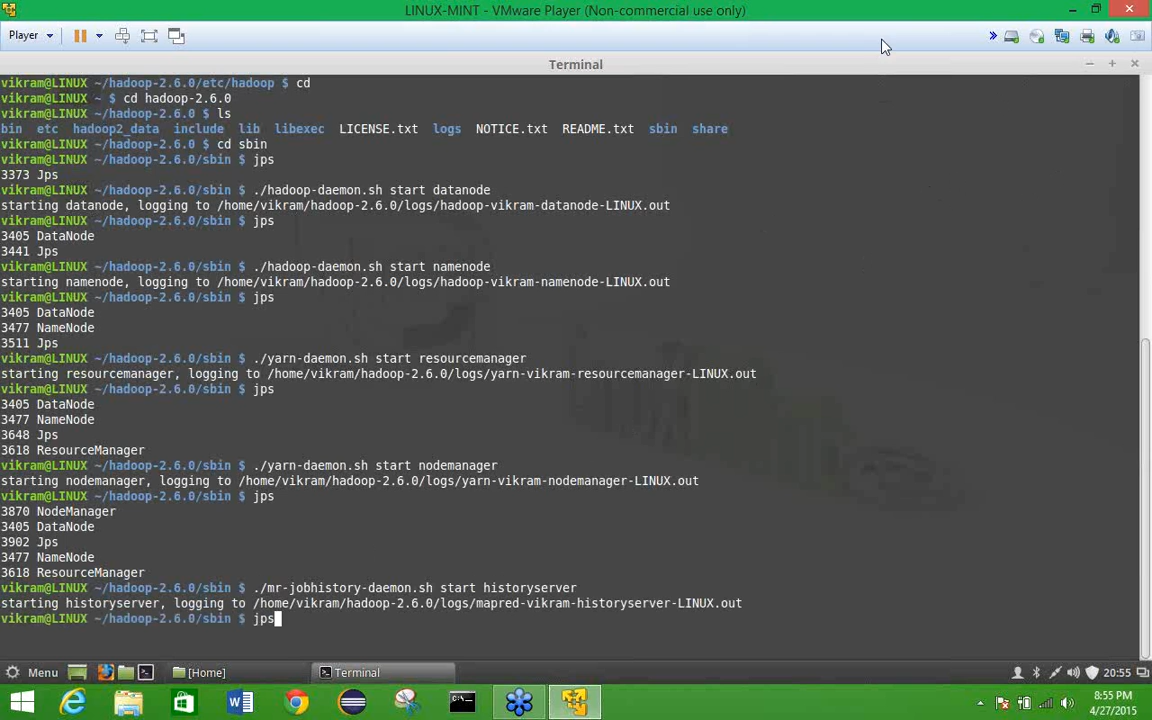 LINUX-MINT - VMware Player (Non-commercial use only)
Player
Terminal
vikram@LINUX ~/hadoop-2.6.0/etc/hadoop $ cd
vikram@LINUX ~ $ cd hadoop-2.6.0
vikram@LINUX ~/hadoop-2.6.0 $ ls
bin etc hadoop2_data include lib libexec LICENSE.txt logs NOTICE.txt README.txt sbin share
vikram@LINUX ~/hadoop-2.6.0 $ cd sbin
vikram@LINUX ~/hadoop-2.6.0/sbin $ jps
3373 Jps
vikram@LINUX ~/hadoop-2.6.0/sbin $ ./hadoop-daemon.sh start datanode
starting datanode, logging to /home/vikram/hadoop-2.6.0/logs/hadoop-vikram-datanode-LINUX.out
vikram@LINUX ~/hadoop-2.6.0/sbin $ jps
3405 DataNode
3441 Jps
vikram@LINUX ~/hadoop-2.6.0/sbin $ ./hadoop-daemon.sh start namenode
starting namenode, logging to /home/vikram/hadoop-2.6.0/logs/hadoop-vikram-namenode-LINUX.out
vikram@LINUX ~/hadoop-2.6.0/sbin $ jps
3405 DataNode
3477 NameNode
3511 Jps
vikram@LINUX ~/hadoop-2.6.0/sbin $ ./yarn-daemon.sh start resourcemanager
starting resourcemanager, logging to /home/vikram/hadoop-2.6.0/logs/yarn-vikram-resourcemanager-LINUX.out
vikram@LINUX ~/hadoop-2.6.0/sbin $ jps
3405 DataNode
3477 NameNode
3648 Jps
3618 ResourceManager
vikram@LINUX ~/hadoop-2.6.0/sbin $ ./yarn-daemon.sh start nodemanager
starting nodemanager, logging to /home/vikram/hadoop-2.6.0/logs/yarn-vikram-nodemanager-LINUX.out
vikram@LINUX ~/hadoop-2.6.0/sbin $ jps
3870 NodeManager
3405 DataNode
3902 Jps
3477 NameNode
3618 ResourceManager
vikram@LINUX ~/hadoop-2.6.0/sbin $ ./mr-jobhistory-daemon.sh start historyserver
starting historyserver, logging to /home/vikram/hadoop-2.6.0/logs/mapred-vikram-historyserver-LINUX.out
vikram@LINUX ~/hadoop-2.6.0/sbin $ jps
Menu [Home] Terminal 20:55
8:55 PM
4/27/2015